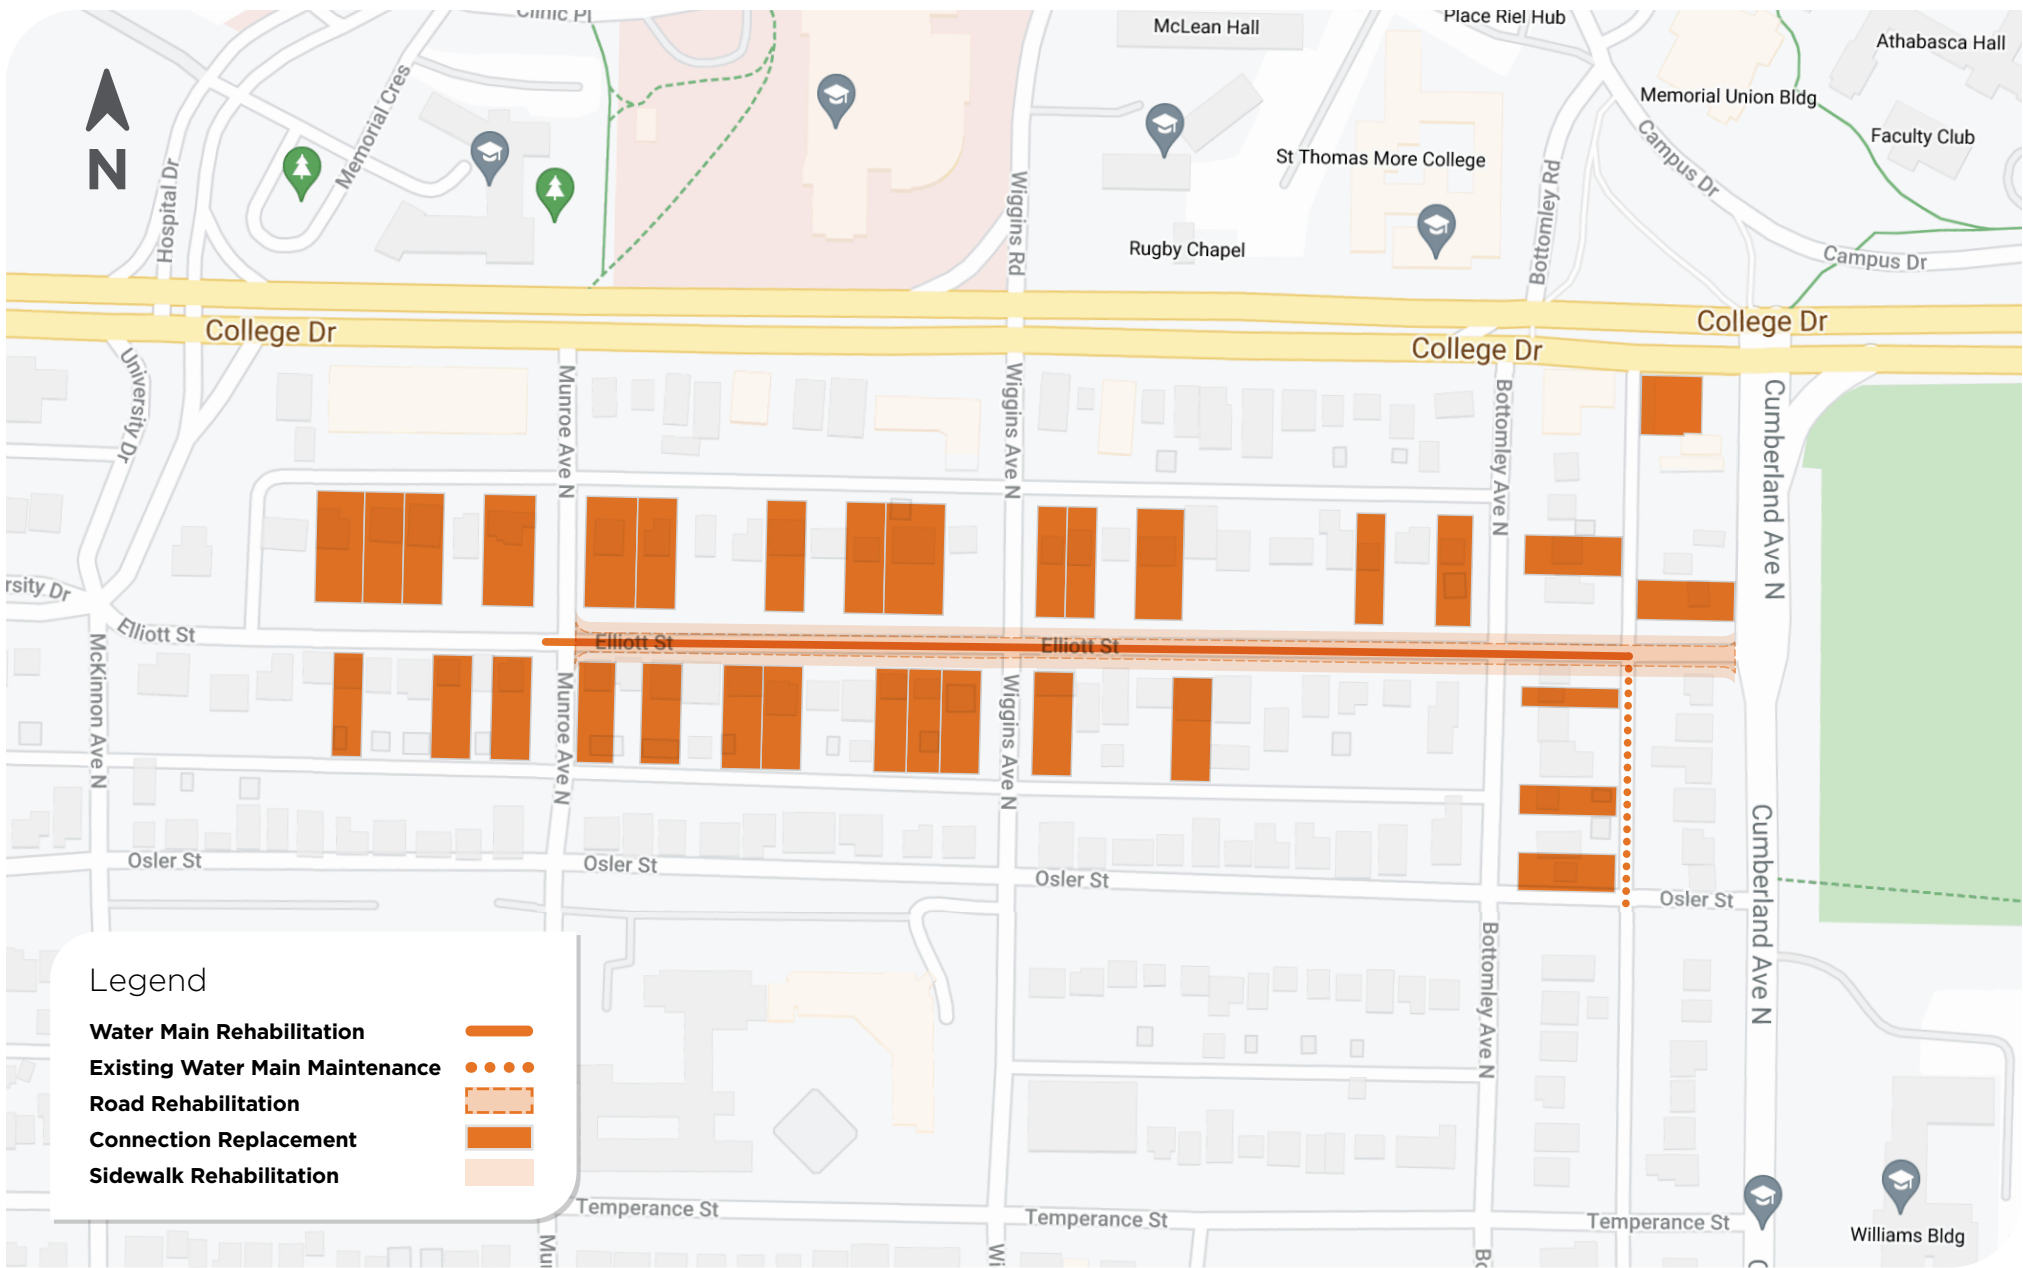 Clinic Pl
McLean Hall
Place Riel Hub
Athabasca Hall
Memorial Union Bldg
Faculty Club
N
Memorial Cres
Hospital Dr
Wiggins Rd
St Thomas More College
Bottomley Rd
Campus Dr
Rugby Chapel
Campus Dr
College Dr
College Dr
College Dr
University Dr
Munroe Ave N
Wiggins Ave N
Bottomley Ave N
Cumberland Ave N
rsity Dr
Elliott St
Elliott St
Elliott St
McKinnon Ave N
Munroe Ave N
Wiggins Ave N
Cumberland Ave N
Osler St
Osler St
Osler St
Osler St
Bottomley Ave N
Legend
Water Main Rehabilitation
Existing Water Main Maintenance
Road Rehabilitation
Connection Replacement
Sidewalk Rehabilitation
Temperance St
Temperance St
Temperance St
Williams Bldg
Mu
Wi
Bo
C